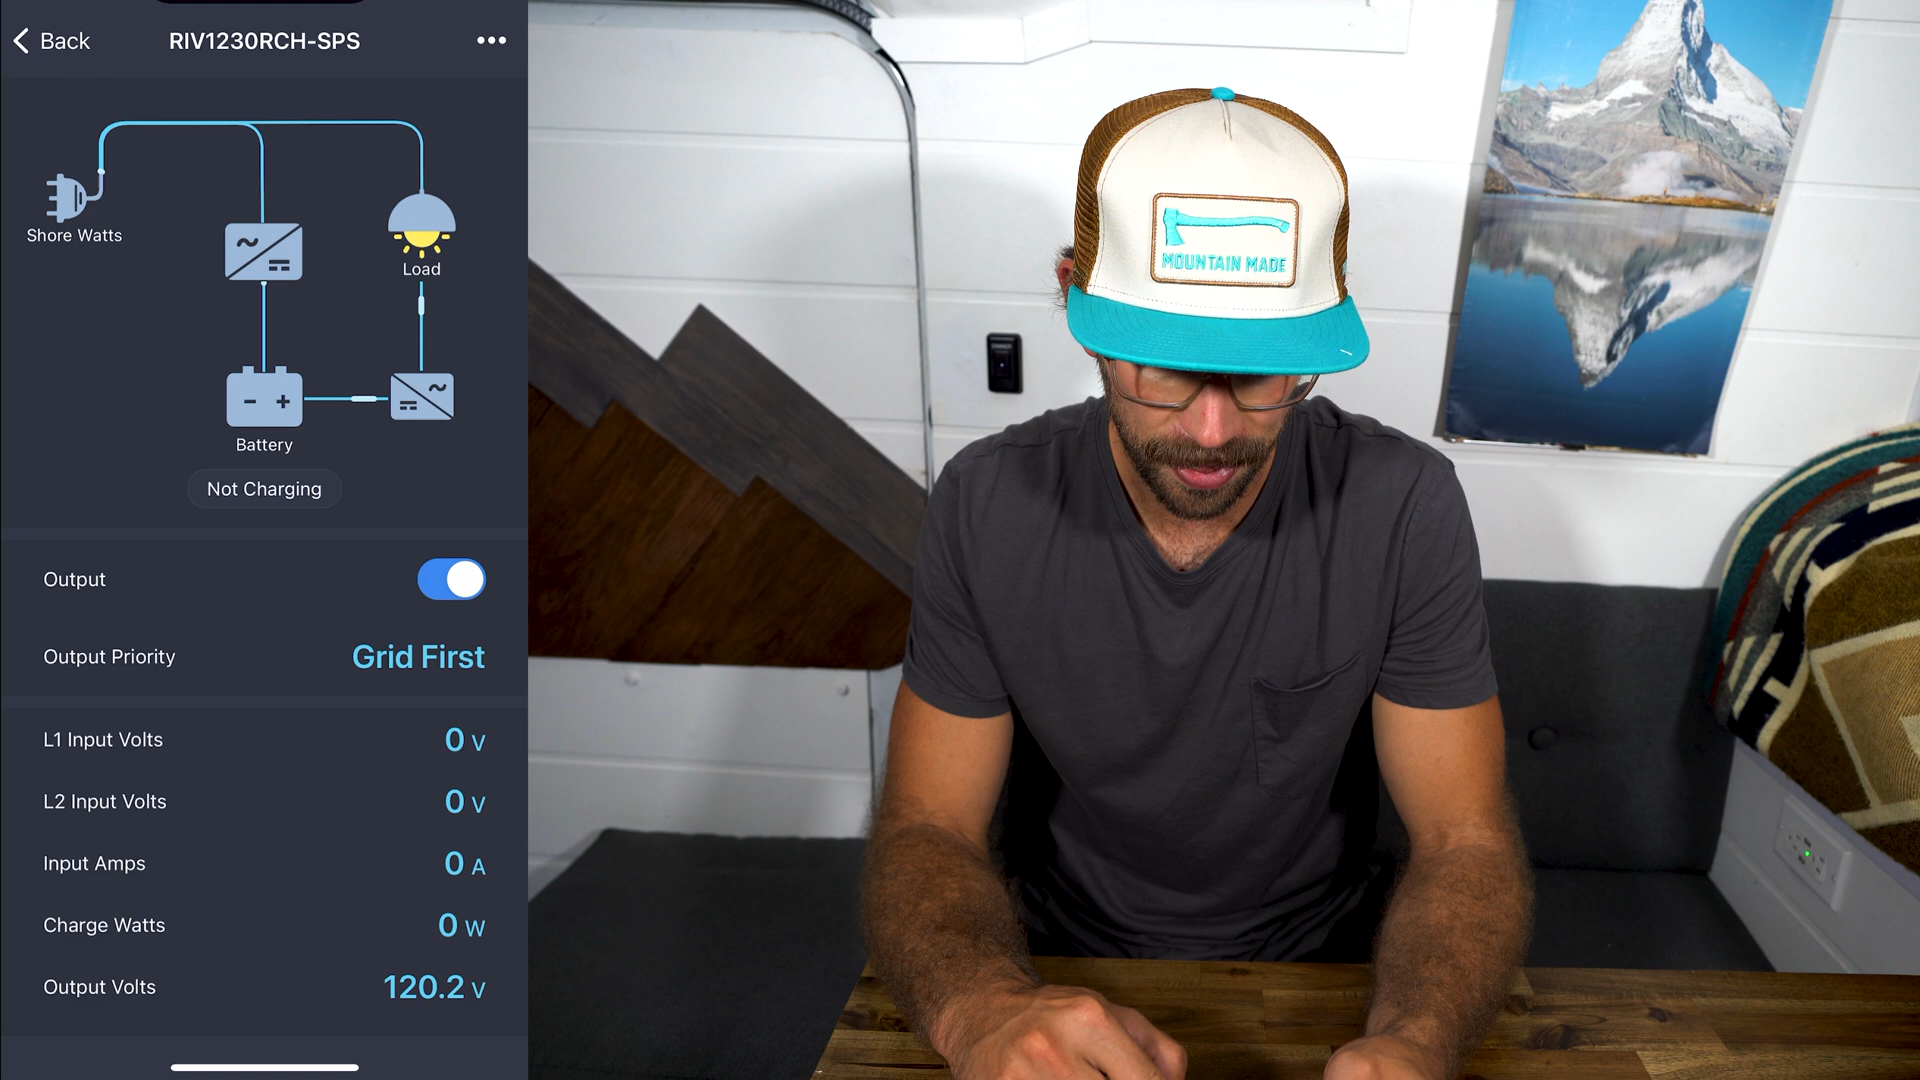 Back
RIV1230RCH-SPS
Shore Watts
Load
Battery
Not Charging
Output
Output Priority
Grid First
L1 Input Volts
0 V
L2 Input Volts
0 V
Input Amps
0 A
Charge Watts
0 W
Output Volts
120.2 V
MOUNTAIN MADE